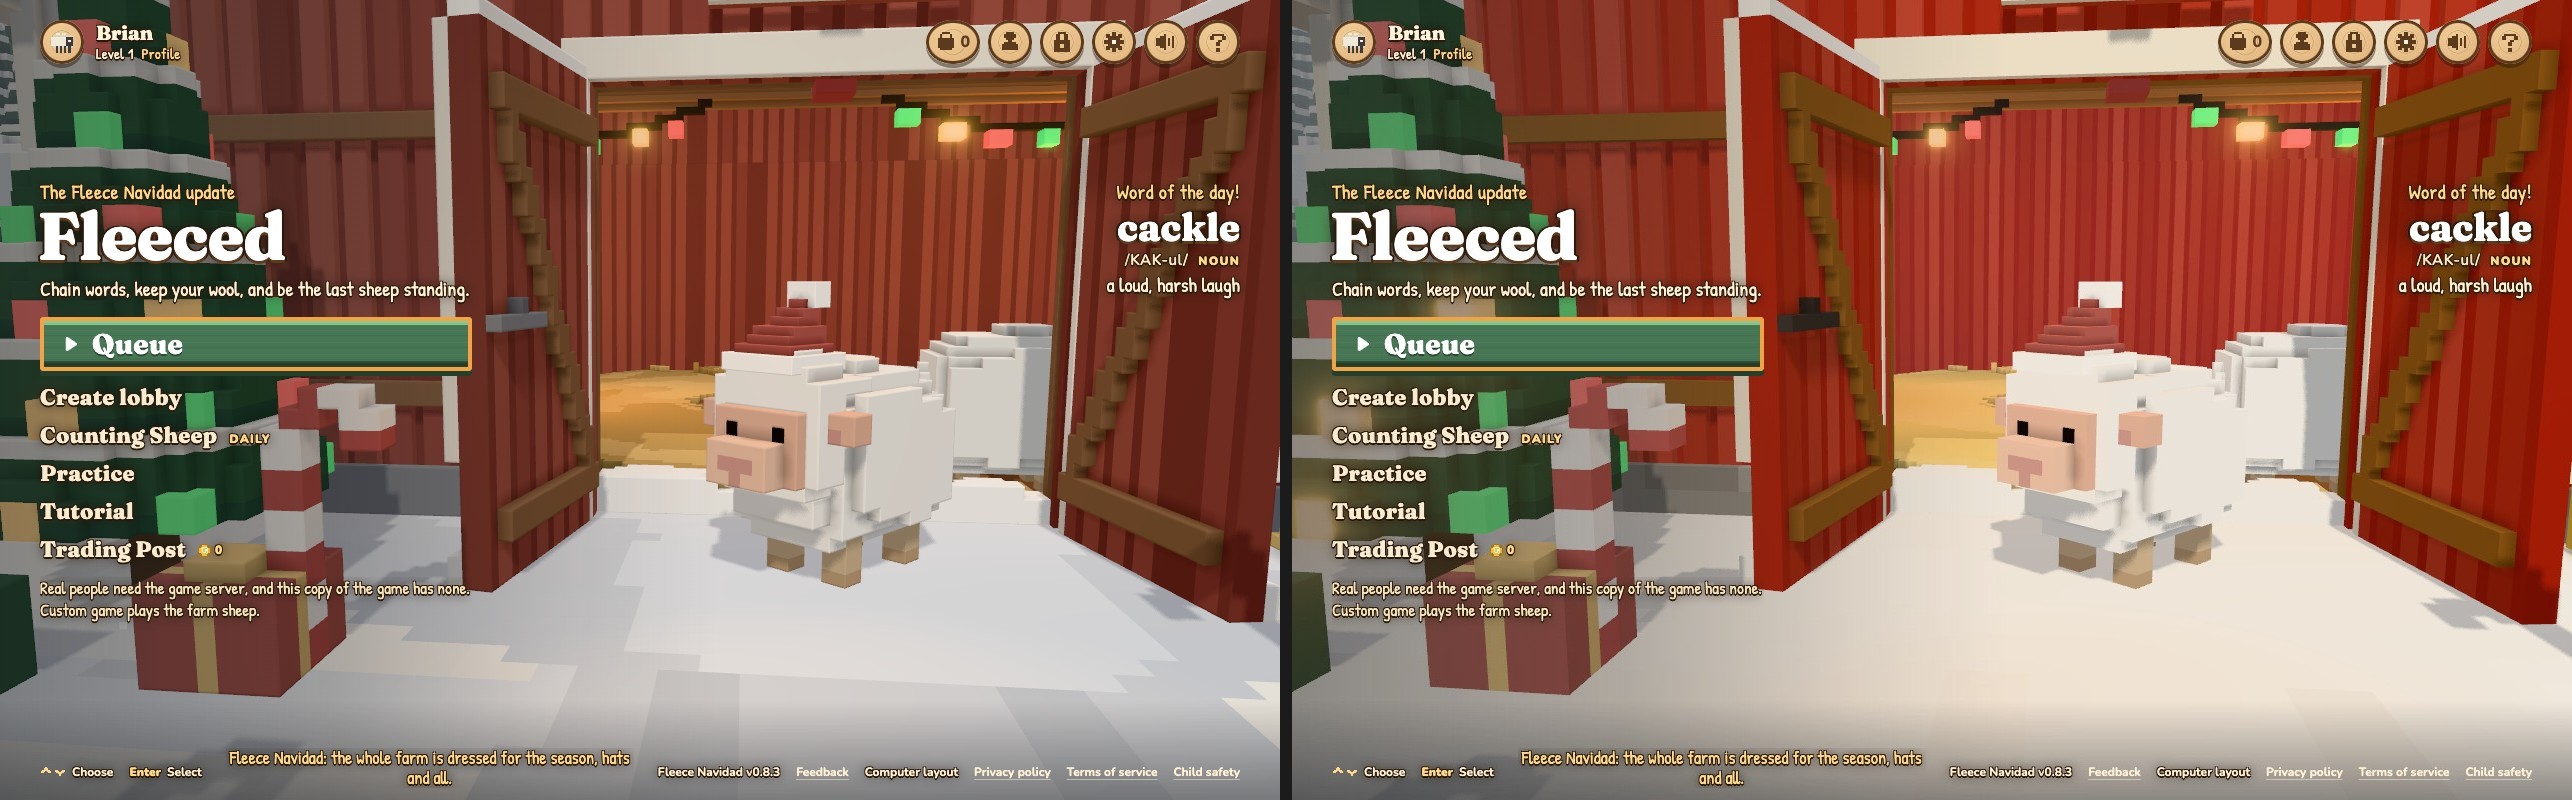 Brian
Level 1 Profile
0
The Fleece Navidad update
Fleeced
Chain words, keep your wool, and be the last sheep standing.
Queue
Create lobby
Counting Sheep DAILY
Practice
Tutorial
Trading Post 0
Real people need the game server, and this copy of the game has none.
Custom game plays the farm sheep.
Word of the day!
cackle
/KAK-ul/ NOUN
a loud, harsh laugh
Choose Enter Select
Fleece Navidad: the whole farm is dressed for the season, hats
and all.
Fleece Navidad v0.8.3 Feedback Computer layout Privacy policy Terms of service Child safety
Brian
Level 1 Profile
0
The Fleece Navidad update
Fleeced
Chain words, keep your wool, and be the last sheep standing.
Queue
Create lobby
Counting Sheep DAILY
Practice
Tutorial
Trading Post 0
Real people need the game server, and this copy of the game has none.
Custom game plays the farm sheep.
Word of the day!
cackle
/KAK-ul/ NOUN
a loud, harsh laugh
Choose Enter Select
Fleece Navidad: the whole farm is dressed for the season, hats
and all.
Fleece Navidad v0.8.3 Feedback Computer layout Privacy policy Terms of service Child safety